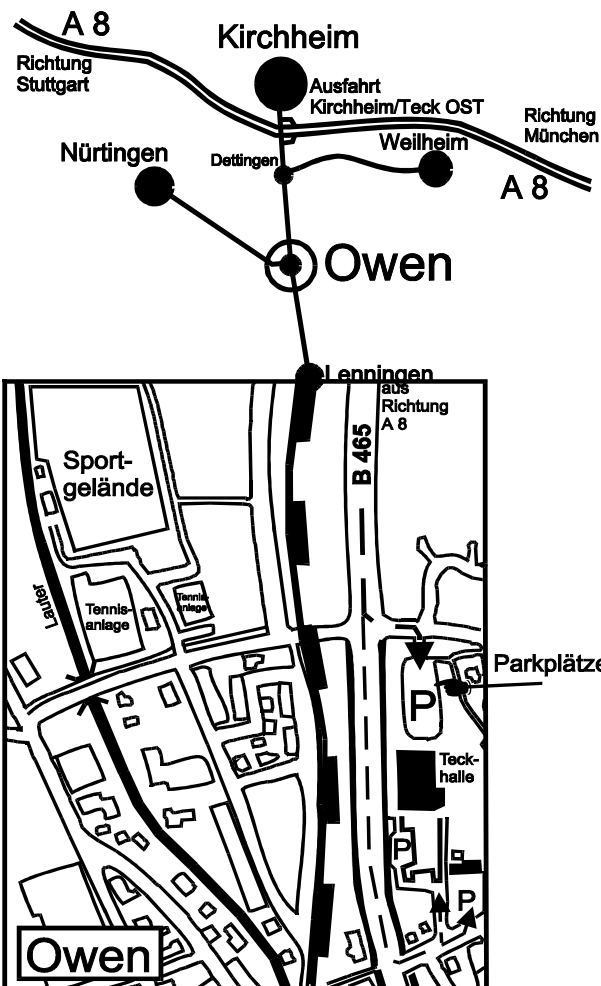 A 8
Kirchheim
Richtung
Stuttgart
Ausfahrt
Kirchheim/Teck OST
Richtung
München
Nürtingen
Dettingen
Weilheim
A 8
Owen
Lenningen
aus
Richtung
A 8
B 465
Sport-
gelände
Lauter
Tennis-
anlage
Tennis-
anlage
Parkplätze
P
Teck-
halle
P
P
Owen